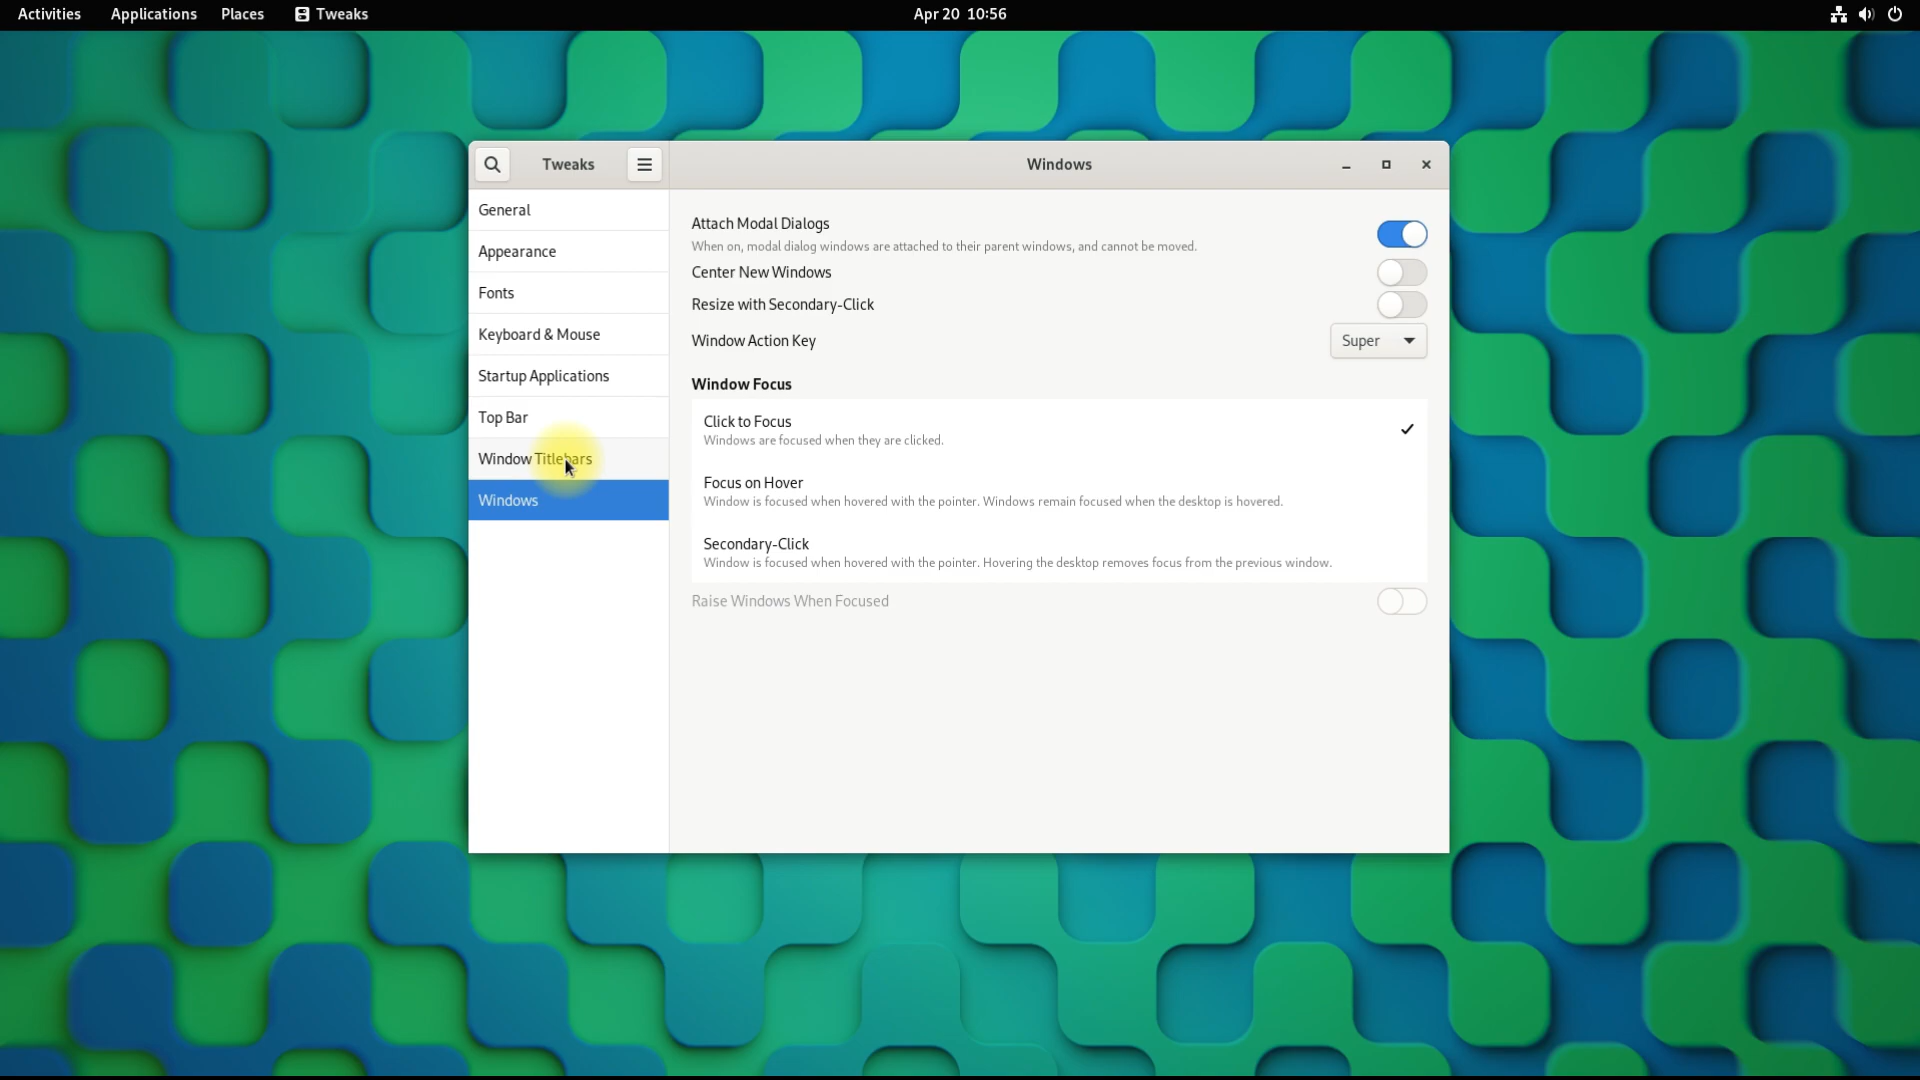 Activities Applications Places Tweaks Apr 20 10:56
Tweaks Windows
General
Appearance
Fonts
Keyboard & Mouse
Startup Applications
Top Bar
Window Titlebars
Windows
Attach Modal Dialogs
When on, modal dialog windows are attached to their parent windows, and cannot be moved.
Center New Windows
Resize with Secondary-Click
Window Action Key Super
Window Focus
Click to Focus
Windows are focused when they are clicked.
Focus on Hover
Window is focused when hovered with the pointer. Windows remain focused when the desktop is hovered.
Secondary-Click
Window is focused when hovered with the pointer. Hovering the desktop removes focus from the previous window.
Raise Windows When Focused